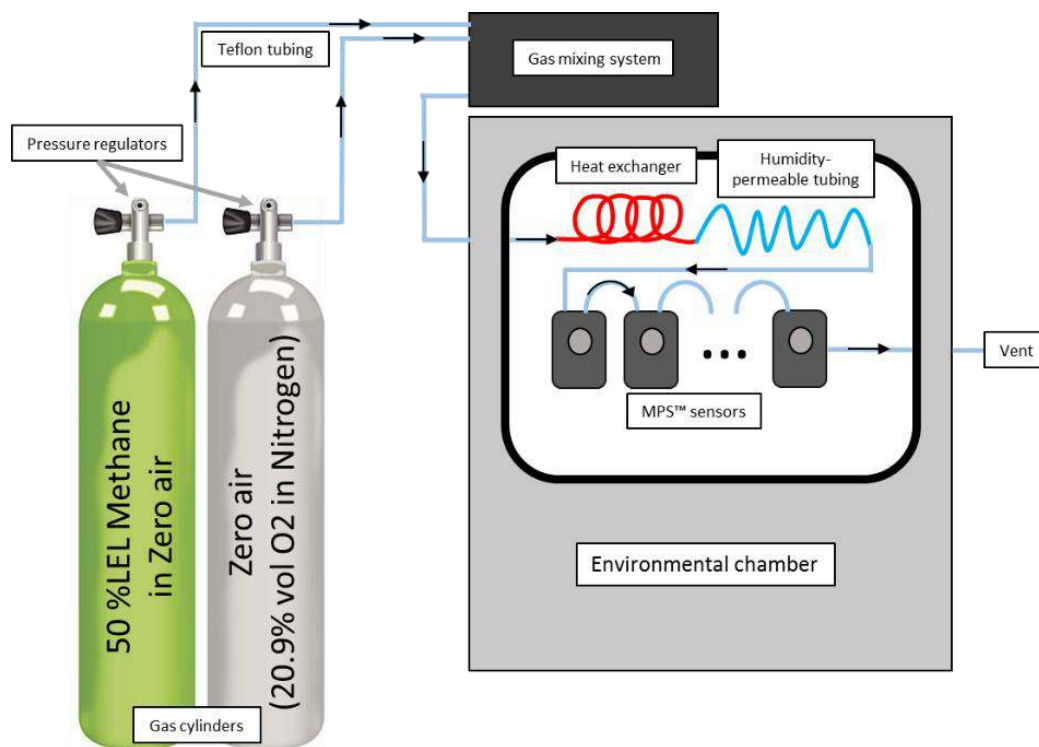 Teflon tubing
Gas mixing system
Pressure regulators
Heat exchanger
Humidity-
permeable tubing
MPS™ sensors
Vent
Environmental chamber
50 %LEL Methane
in Zero air
Zero air
(20.9% vol O2 in Nitrogen)
Gas cylinders